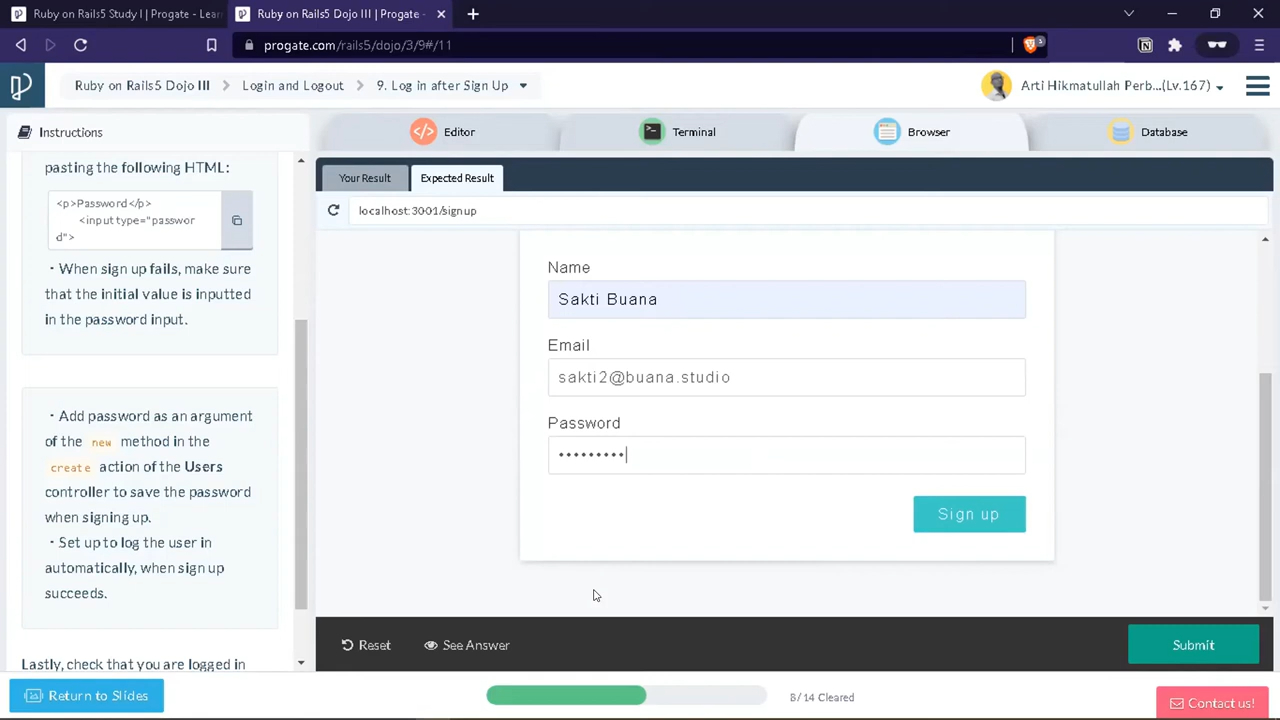 Ruby on Rails5 Study I | Progate - Lear
Ruby on Rails5 Dojo III | Progate -
progate.com/rails5/dojo/3/9#/11
3
Ruby on Rails5 Dojo III
Login and Logout
9. Log in after Sign Up
Arti Hikmatullah Perb...(Lv.167)
Instructions
Editor
Terminal
Browser
Database
pasting the following HTML:
<p>Password</p>
<input type="passwor
d">
・When sign up fails, make sure
that the initial value is inputted
in the password input.
・Add password as an argument
of the new method in the
create action of the Users
controller to save the password
when signing up.
・Set up to log the user in
automatically, when sign up
succeeds.
Lastly, check that you are logged in
Your Result
Expected Result
localhost:3001/signup
Name
Sakti Buana
Email
sakti2@buana.studio
Password
•••••••••
Sign up
Reset
See Answer
Submit
Return to Slides
8/14 Cleared
Contact us!